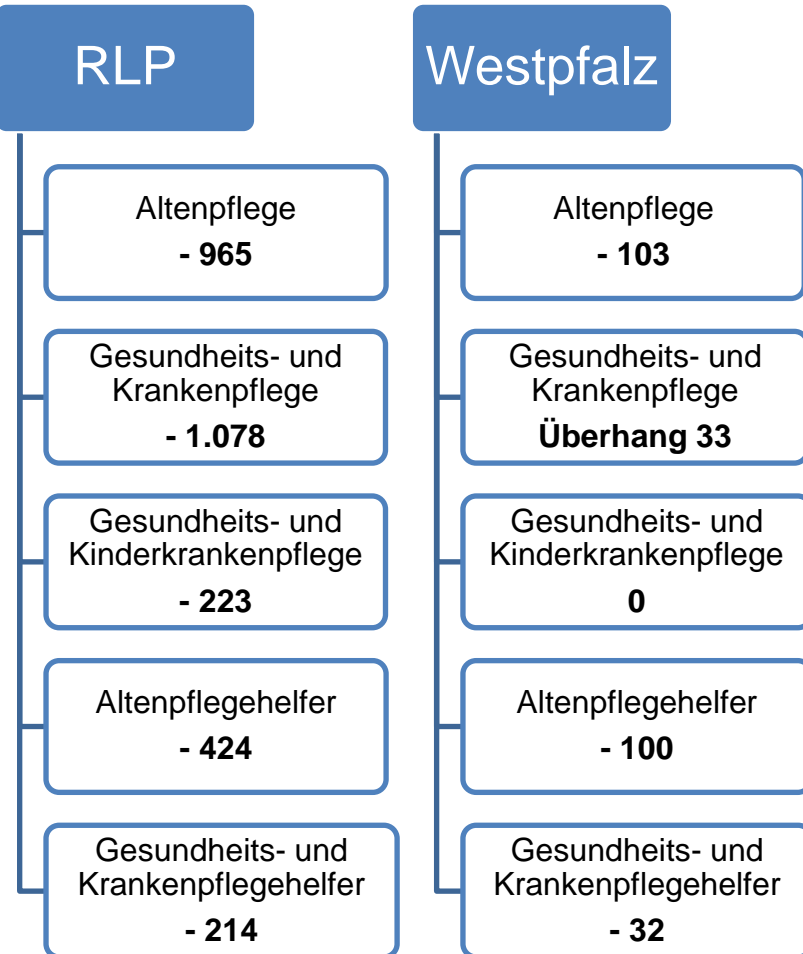 RLP
Altenpflege
- 965
Gesundheits- und
Krankenpflege
- 1.078
Gesundheits- und
Kinderkrankenpflege
- 223
Altenpflegehelfer
- 424
Gesundheits- und
Krankenpflegehelfer
- 214
Westpfalz
Altenpflege
- 103
Gesundheits- und
Krankenpflege
Überhang 33
Gesundheits- und
Kinderkrankenpflege
0
Altenpflegehelfer
- 100
Gesundheits- und
Krankenpflegehelfer
- 32